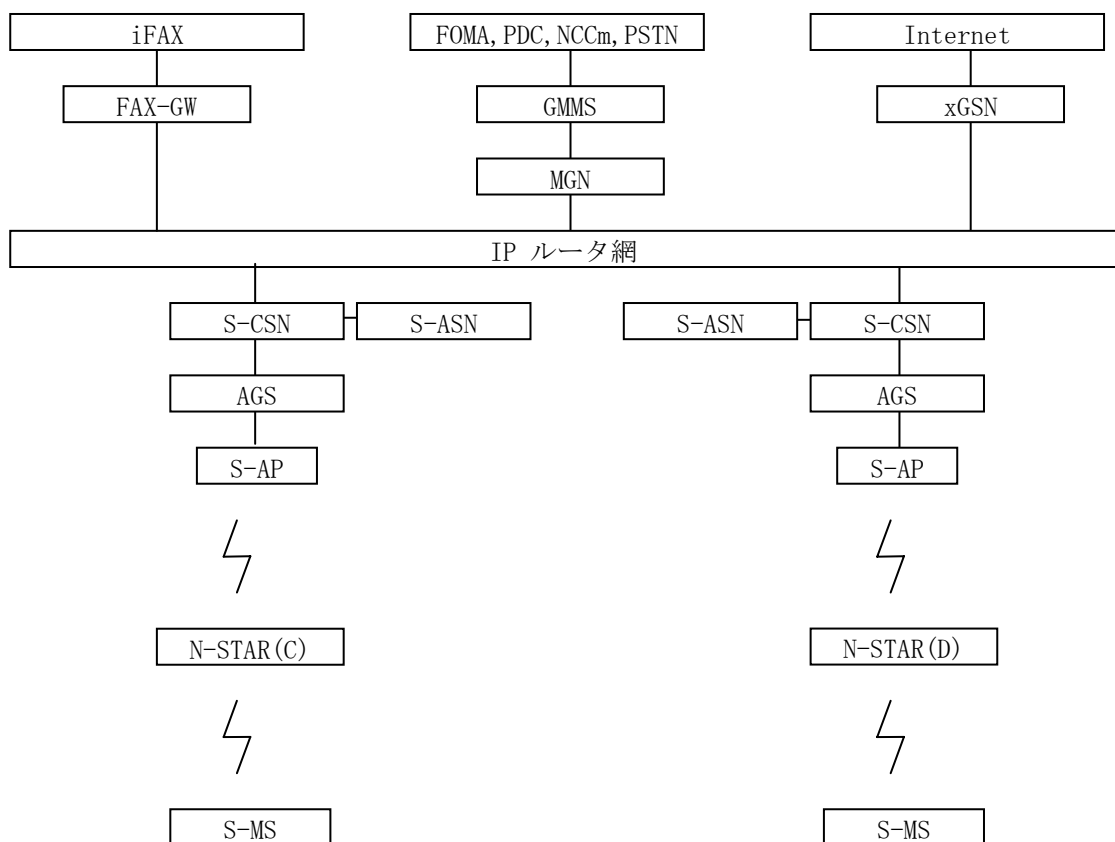 iFAX
FOMA,PDC,NCCm,PSTN
Internet
FAX-GW
GMMS
xGSN
MGN
IP ルータ網
S-CSN
S-ASN
S-ASN
S-CSN
AGS
AGS
S-AP
S-AP
N-STAR(C)
N-STAR(D)
S-MS
S-MS